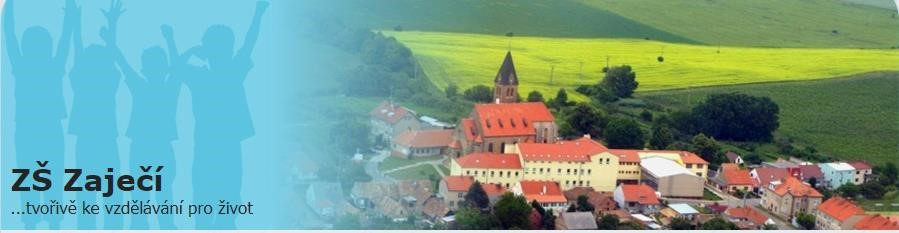 ZŠ Zaječí
...tvořivě ke vzdělávání pro život